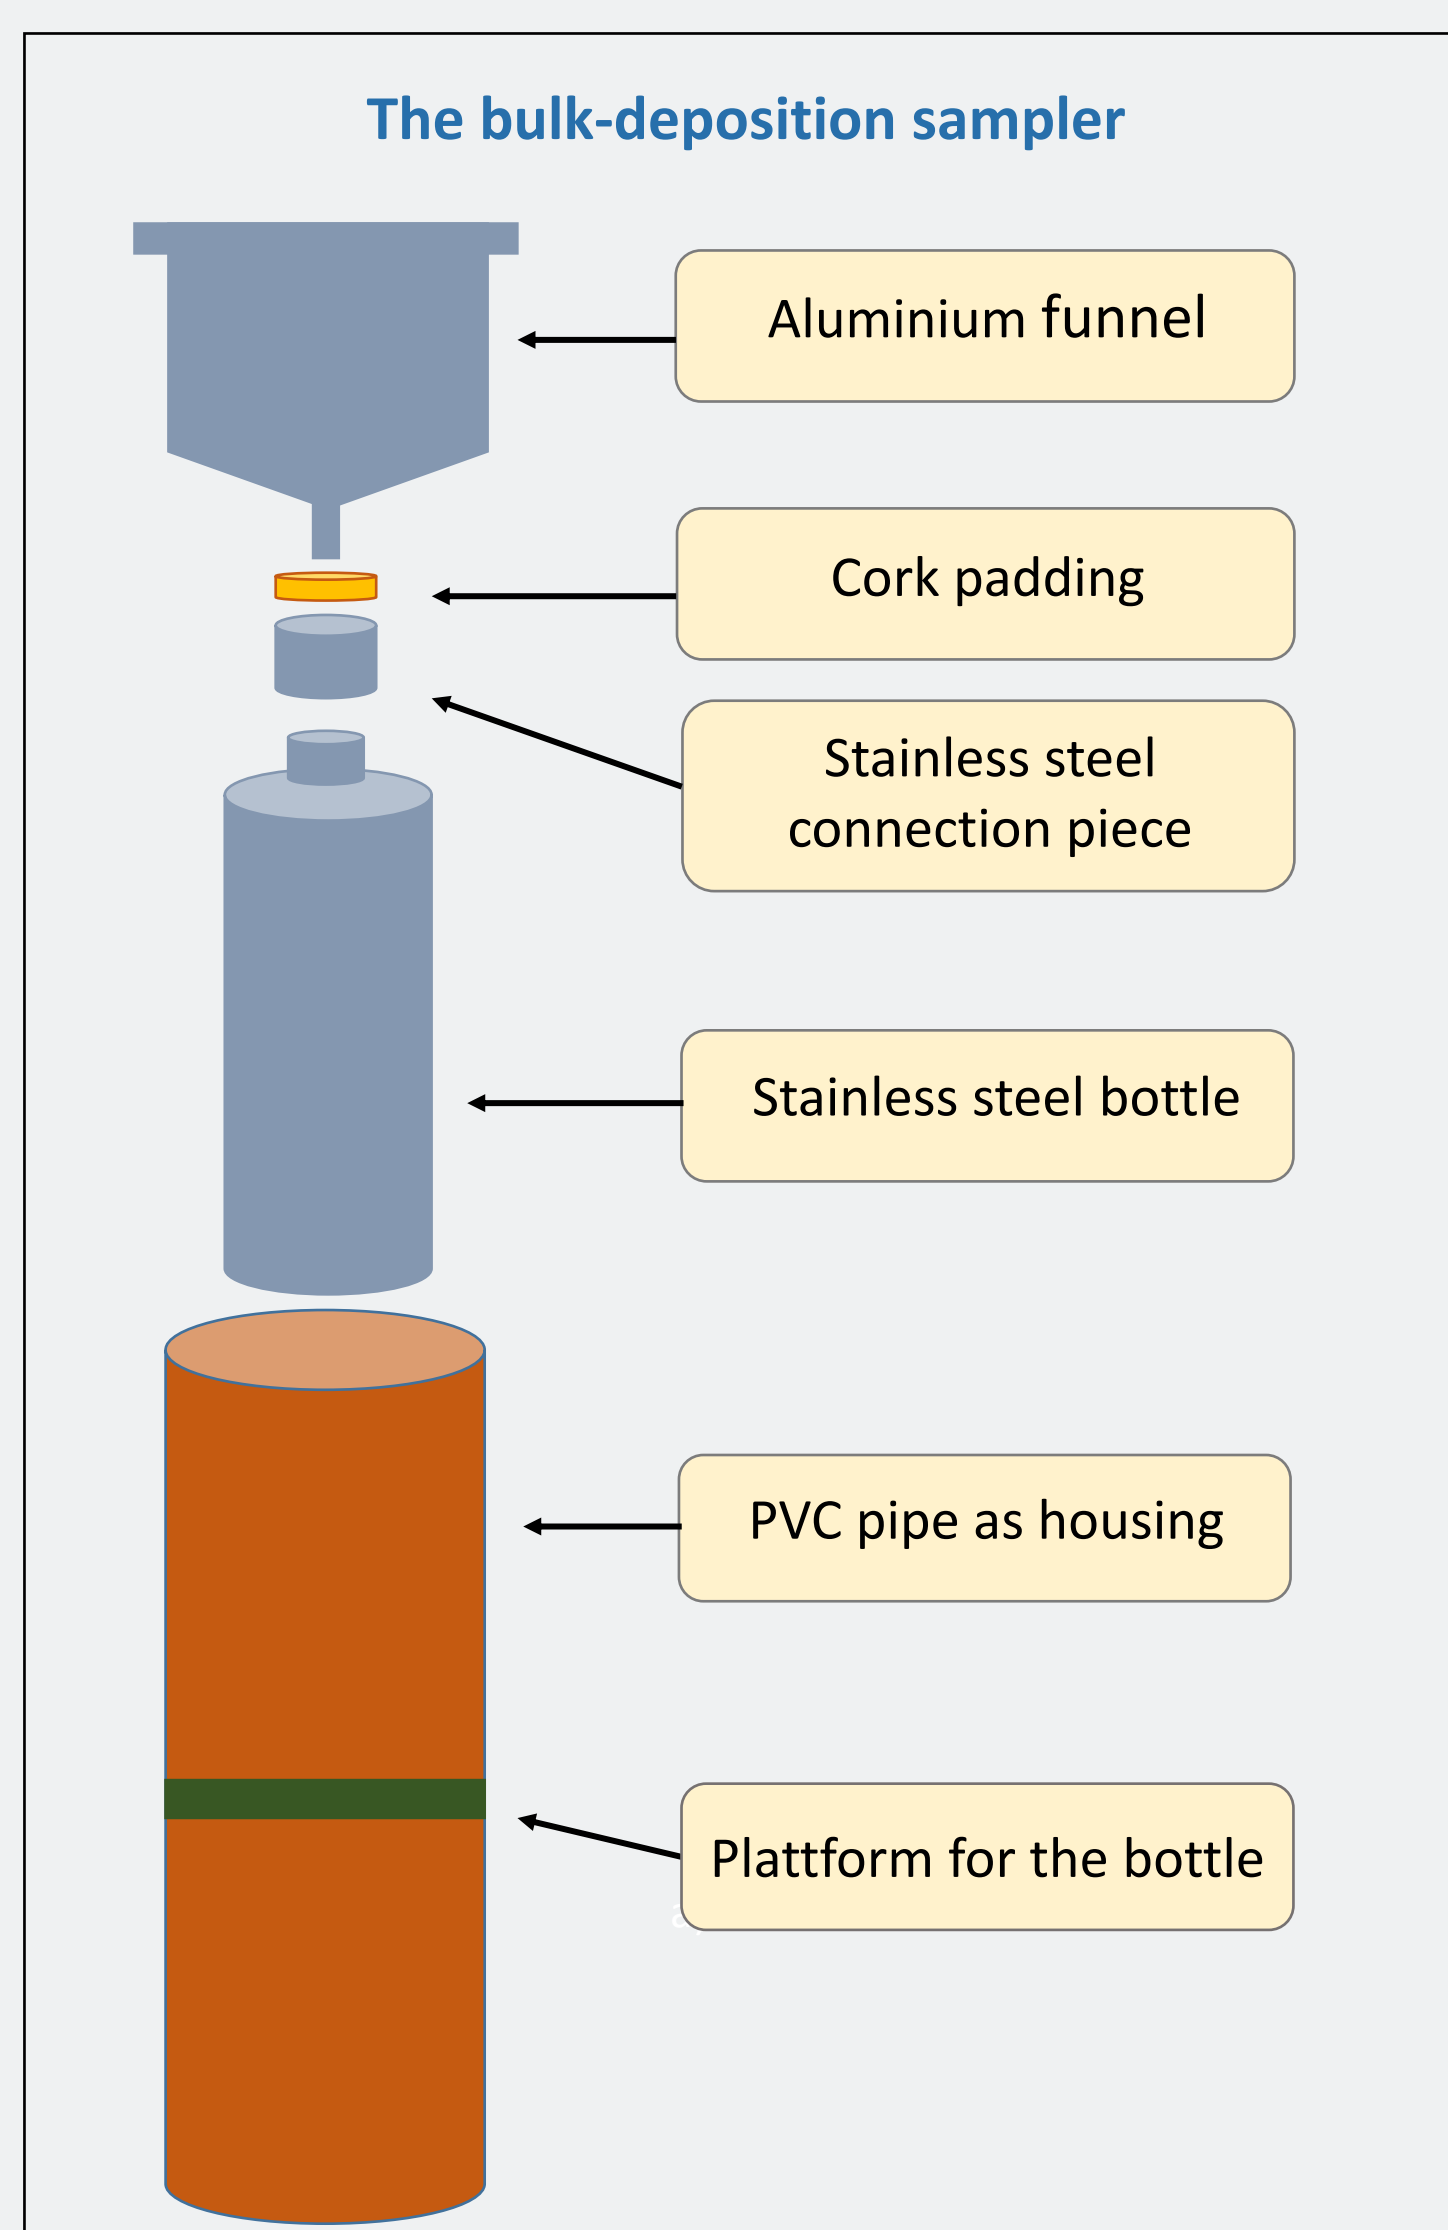 The bulk-deposition sampler
Aluminium funnel
Cork padding
Stainless steel
connection piece
Stainless steel bottle
PVC pipe as housing
Plattform for the bottle